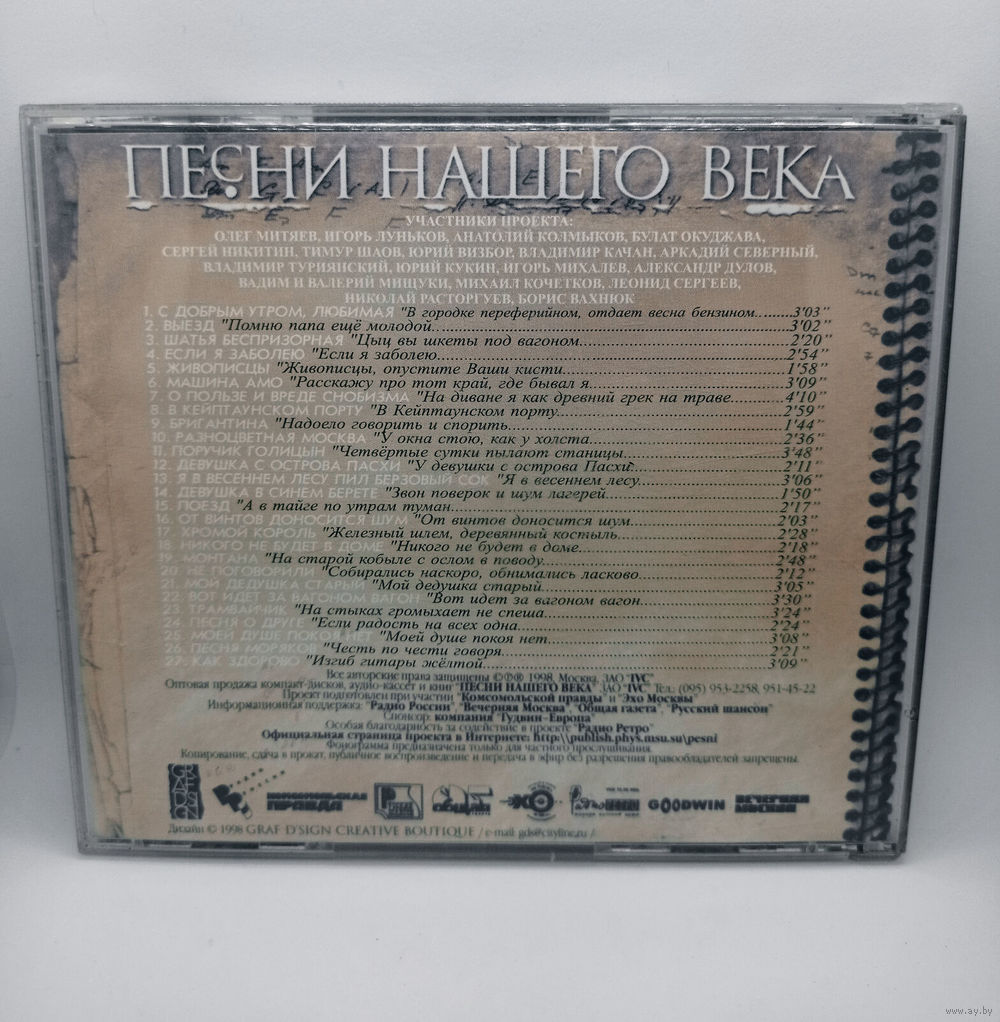 ПЕСНИ НАШЕГО ВЕКА
УЧАСТНИКИ ПРОЕКТА:
ОЛЕГ МИТЯЕВ, ИГОРЬ ЛУНЬКОВ, АНАТОЛИЙ КОЛМЫКОВ, БУЛАТ ОКУДЖАВА,
СЕРГЕЙ НИКИТИН, ТИМУР ШАОВ, ЮРИЙ ВИЗБОР, ВЛАДИМИР КАЧАН, АРКАДИЙ СЕВЕРНЫЙ,
ВЛАДИМИР ТУРИЯНСКИЙ, ЮРИЙ КУКИН, ИГОРЬ МИХАЛЕВ, АЛЕКСАНДР ДУЛОВ,
ВАДИМ И ВАЛЕРИЙ МИЩУКИ, МИХАИЛ КОЧЕТКОВ, ЛЕОНИД СЕРГЕЕВ,
НИКОЛАЙ РАСТОРГУЕВ, БОРИС ВАХНЮК
1. С ДОБРЫМ УТРОМ, ЛЮБИМАЯ "В городке переферийном, отдает весна бензином.........3'03"
2. ВЫЕЗД "Помню папа ещё молодой...3'02"
3. ШАТЬЯ БЕСПРИЗОРНАЯ "Цыц вы шкеты под вагоном...2'20"
4. ЕСЛИ Я ЗАБОЛЕЮ "Если я заболею...2'54"
5. ЖИВОПИСЦЫ "Живописцы, опустите Ваши кисти...1'58"
6. МАШИНА АМО "Расскажу про тот край, где бывал я...3'09"
7. О ПОЛЬЗЕ И ВРЕДЕ СНОБИЗМА "На диване я как древний грек на траве...4'10"
8. В КЕЙПТАУНСКОМ ПОРТУ "В Кейптаунском порту...2'59"
9. БРИГАНТИНА "Надоело говорить и спорить...1'44"
10. РАЗНОЦВЕТНАЯ МОСКВА "У окна стою, как у холста...2'36"
11. ПОРУЧИК ГОЛИЦЫН "Четвёртые сутки пылают станицы...3'48"
12. ДЕВУШКА С ОСТРОВА ПАСХИ "У девушки с острова Пасхи...2'11"
13. Я В ВЕСЕННЕМ ЛЕСУ ПИЛ БЕРЗОВЫЙ СОК "Я в весеннем лесу...3'06"
14. ДЕВУШКА В СИНЕМ БЕРЕТЕ "Звон поверок и шум лагерей...1'50"
15. ПОЕЗД "А в тайге по утрам туман...2'17"
16. ОТ ВИНТОВ ДОНОСИТСЯ ШУМ "От винтов доносится шум...2'03"
17. ХРОМОЙ КОРОЛЬ "Железный шлем, деревянный костыль...2'28"
18. НИКОГО НЕ БУДЕТ В ДОМЕ "Никого не будет в доме...2'18"
19. МОНТАНА "На старой кобыле с ослом в поводу...2'48"
20. НЕ ПОГОВОРИЛИ "Собирались наскоро, обнимались ласково...2'12"
21. МОЙ ДЕДУШКА СТАРЫЙ "Мой дедушка старый...3'05"
22. ВОТ ИДЕТ ЗА ВАГОНОМ ВАГОН "Вот идет за вагоном вагон...3'30"
23. ТРАМВАЙЧИК "На стыках громыхает не спеша...3'24"
24. ПЕСНЯ О ДРУГЕ "Если радость на всех одна...2'24"
25. МОЕЙ ДУШЕ ПОКОЯ НЕТ "Моей душе покоя нет...3'08"
26. ПЕСНЯ МОРЯКОВ "Честь по чести говоря...2'21"
27. КАК ЗДОРОВО "Изгиб гитары жёлтой...3'09"
Все авторские права защищены ©℗® 1998, Москва, ЗАО "IVC"
Оптовая продажа компакт-дисков, аудио-кассет и книг "ПЕСНИ НАШЕГО ВЕКА" ЗАО "IVC" Тел.: (095) 953-2258, 951-45-22
Проект подготовлен при участии "Комсомольской правды" и "Эхо Москвы"
Информационная поддержка: "Радио России", "Вечерняя Москва", "Общая газета", "Русский шансон"
Спонсор: компания "Гудвин-Европа"
Особая благодарность за содействие в проекте "Радио Ретро"
Официальная страница проекта в Интернете: http:\\publish.phys.msu.su\pesni
Фонограмма предназначена только для частного прослушивания.
Копирование, сдача в прокат, публичное воспроизведение и передача в эфир без разрешения правообладателей запрещены.
КОМСОМОЛЬСКАЯ ПРАВДА
GOODWIN
ВЕЧЕРНЯЯ МОСКВА
Дизайн © 1998 GRAF D'SIGN CREATIVE BOUTIQUE / e-mail: gds@cityline.ru /
www.ay.by